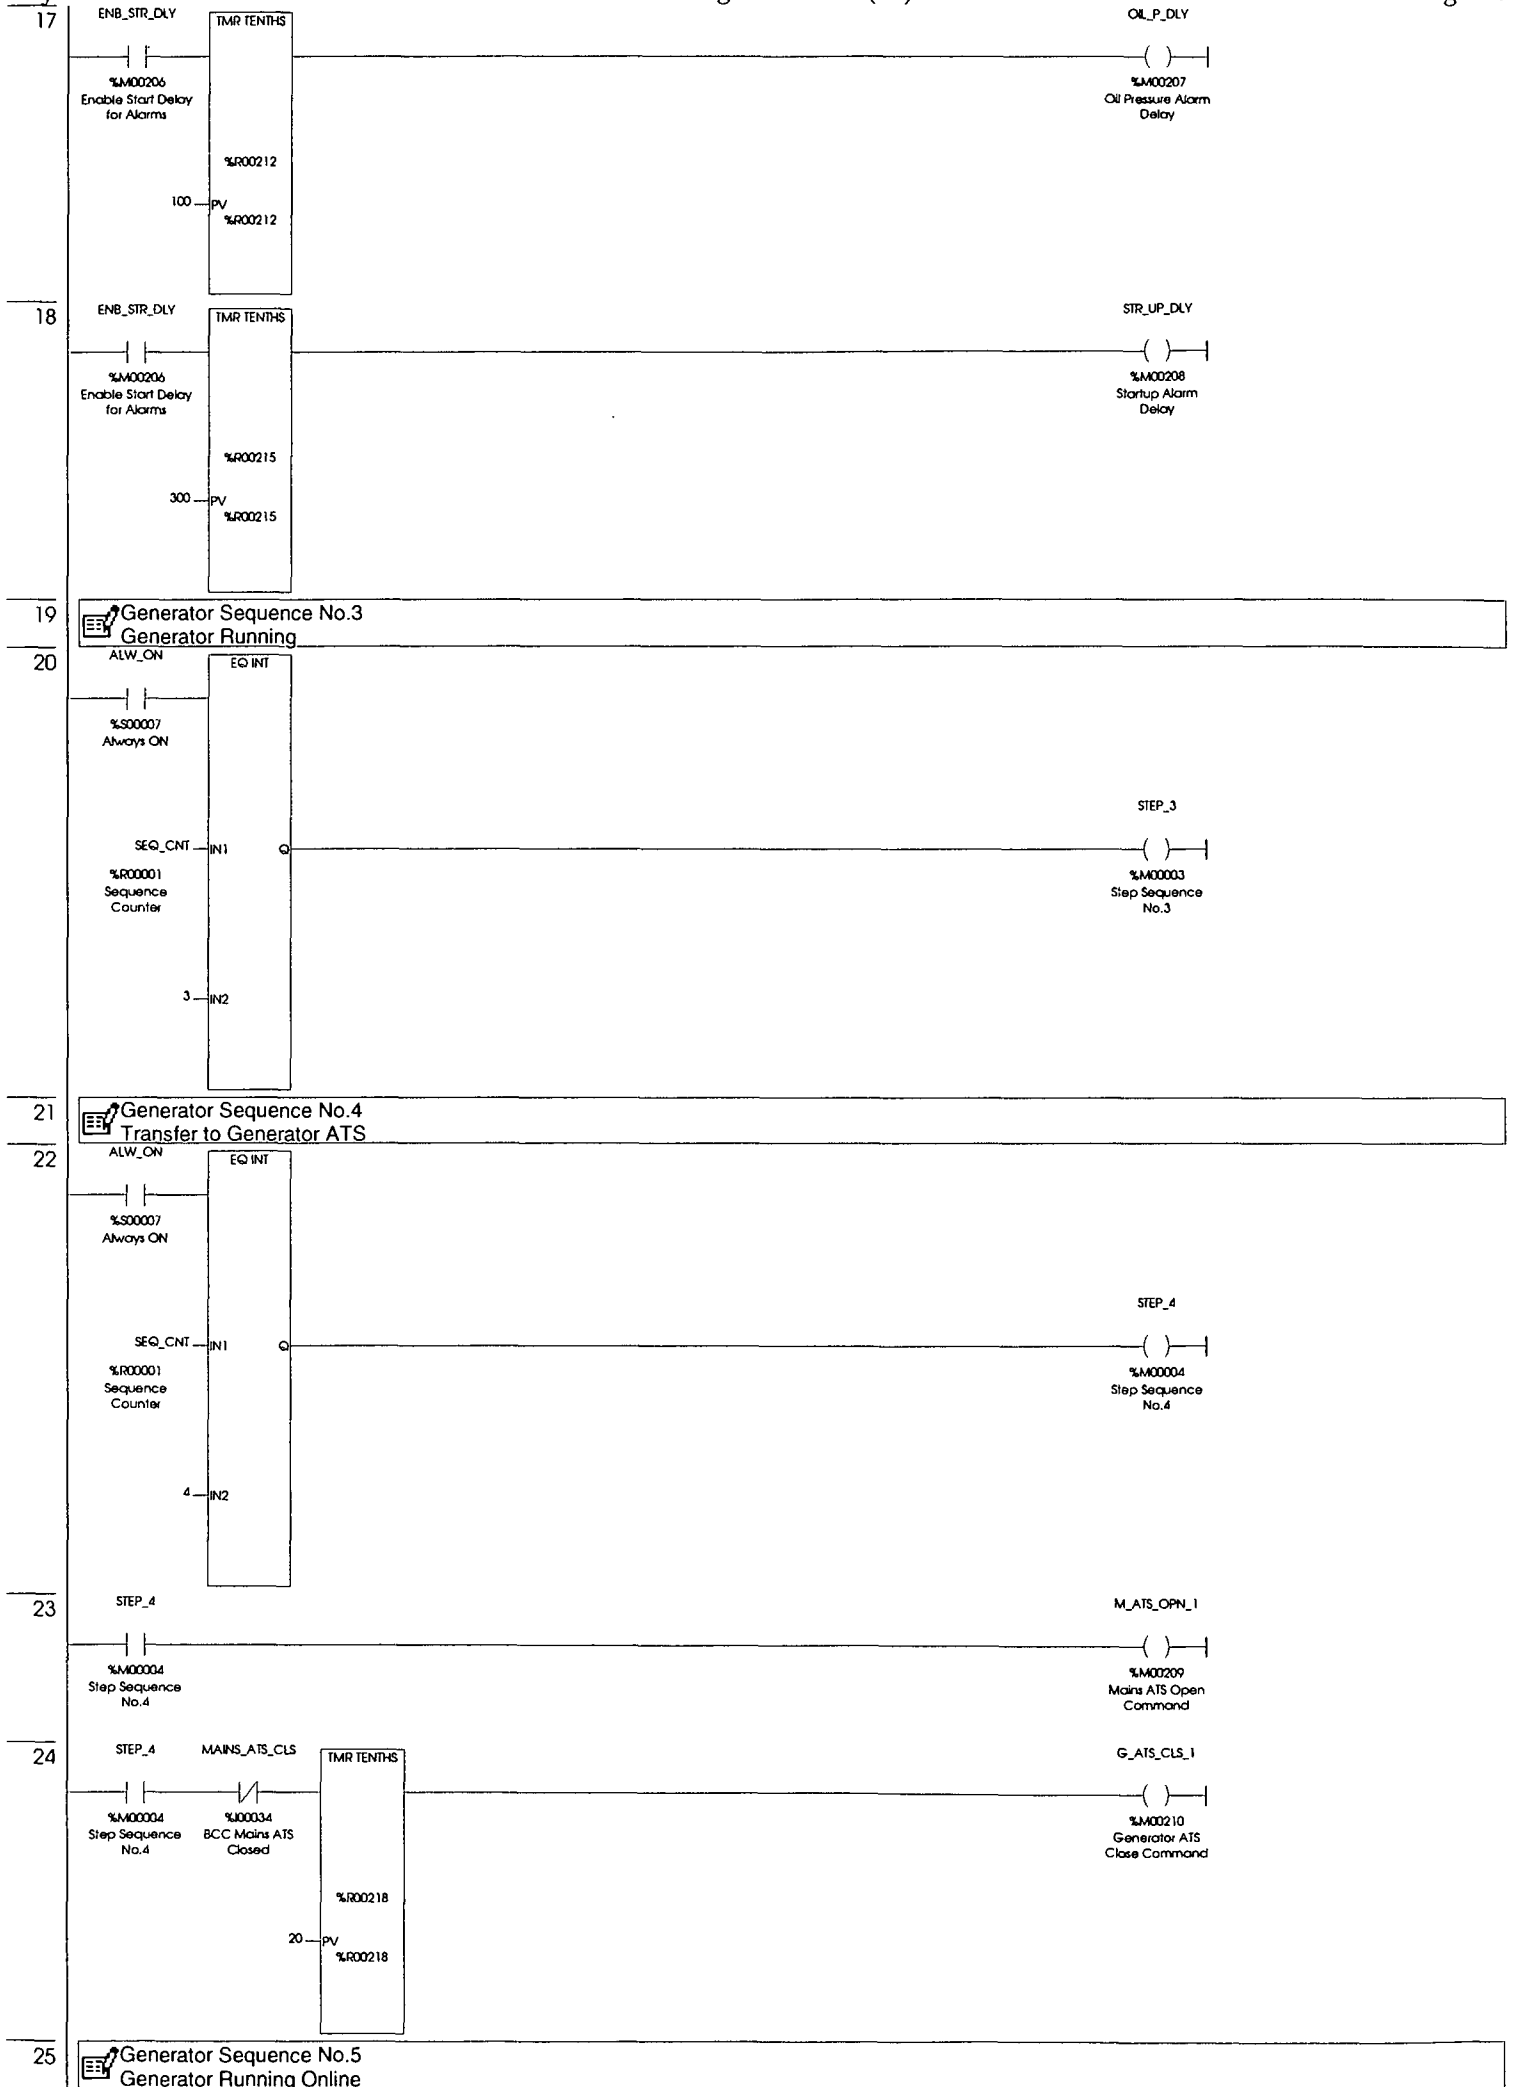 17
ENB_STR_DLY
TMR TENTHS
OIL_P_DLY
%M00206
Enable Start Delay
for Alarms
%M00207
Oil Pressure Alarm
Delay
%R00212
100
PV
%R00212
18
ENB_STR_DLY
TMR TENTHS
STR_UP_DLY
%M00206
Enable Start Delay
for Alarms
%M00208
Startup Alarm
Delay
%R00215
300
PV
%R00215
19
Generator Sequence No.3
Generator Running
20
ALW_ON
EQ INT
%S00007
Always ON
STEP_3
SEQ_CNT
IN1
Q
%R00001
Sequence
Counter
%M00003
Step Sequence
No.3
3
IN2
21
Generator Sequence No.4
Transfer to Generator ATS
22
ALW_ON
EQ INT
%S00007
Always ON
STEP_4
SEQ_CNT
IN1
Q
%R00001
Sequence
Counter
%M00004
Step Sequence
No.4
4
IN2
23
STEP_4
M_ATS_OPN_1
%M00004
Step Sequence
No.4
%M00209
Mains ATS Open
Command
24
STEP_4
MAINS_ATS_CLS
TMR TENTHS
G_ATS_CLS_1
%M00004
Step Sequence
No.4
%I00034
BCC Mains ATS
Closed
%M00210
Generator ATS
Close Command
%R00218
20
PV
%R00218
25
Generator Sequence No.5
Generator Running Online